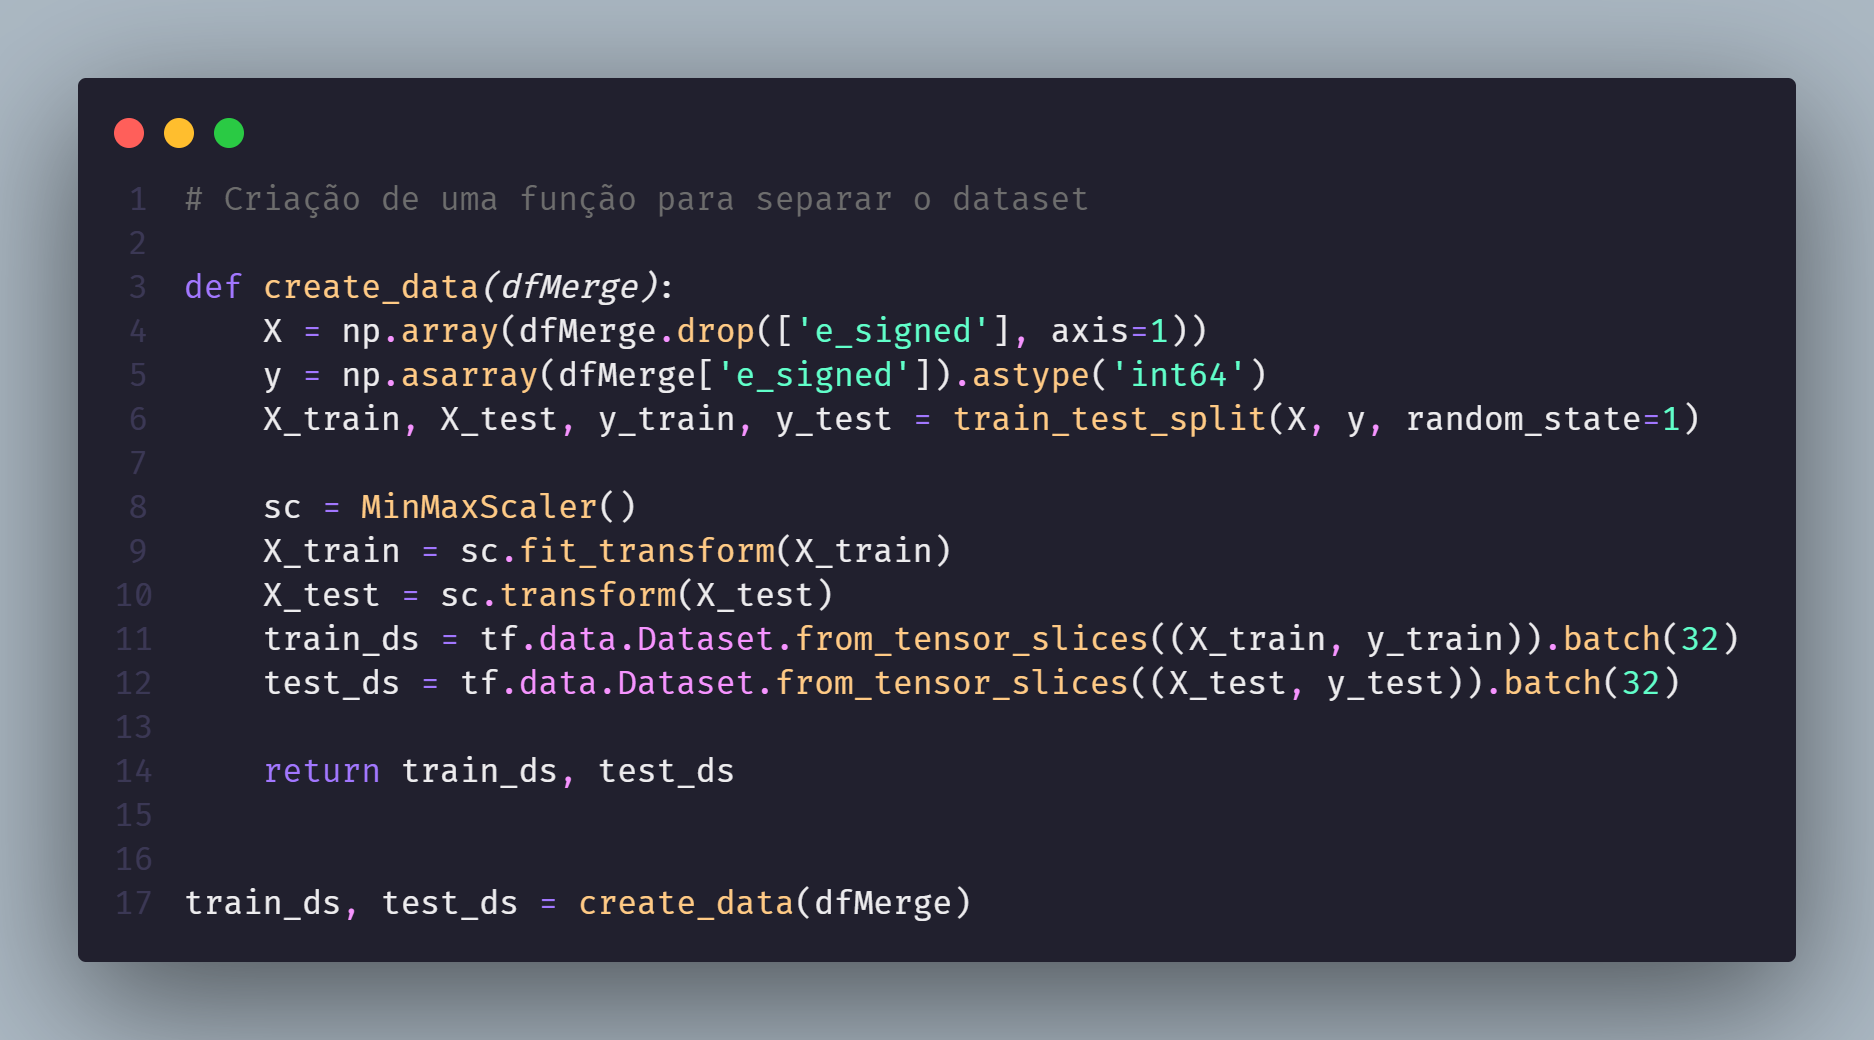 1 # Criação de uma função para separar o dataset
2
3 def create_data(dfMerge):
4     X = np.array(dfMerge.drop(['e_signed'], axis=1))
5     y = np.asarray(dfMerge['e_signed']).astype('int64')
6     X_train, X_test, y_train, y_test = train_test_split(X, y, random_state=1)
7
8     sc = MinMaxScaler()
9     X_train = sc.fit_transform(X_train)
10     X_test = sc.transform(X_test)
11     train_ds = tf.data.Dataset.from_tensor_slices((X_train, y_train)).batch(32)
12     test_ds = tf.data.Dataset.from_tensor_slices((X_test, y_test)).batch(32)
13
14     return train_ds, test_ds
15
16
17 train_ds, test_ds = create_data(dfMerge)